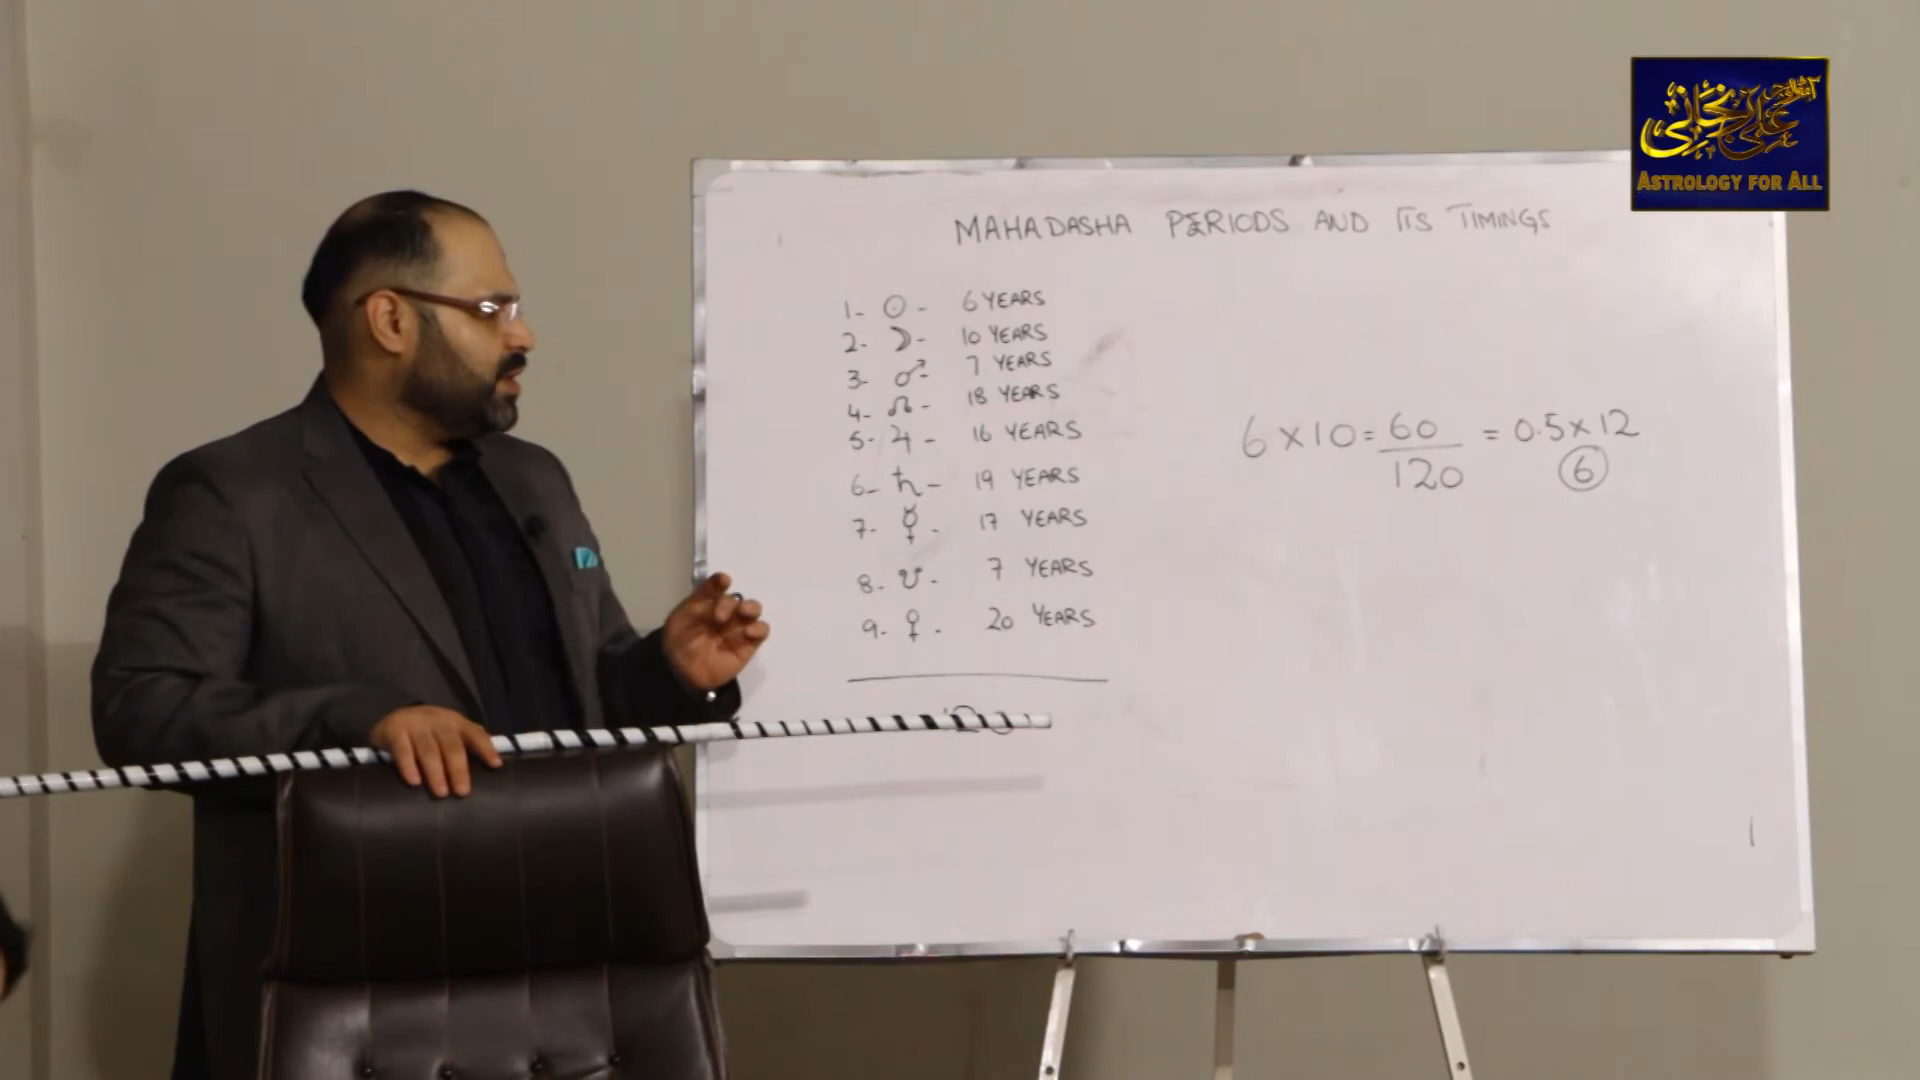 علی زنجانی
ASTROLOGY FOR ALL
MAHADASHA PERIODS AND ITS TIMINGS
1- ☉ - 6 YEARS
2- ☽ - 10 YEARS
3- ♂ - 7 YEARS
4- ☊ - 18 YEARS
5- ♃ - 16 YEARS
6- ♄ - 19 YEARS
7- ☿ - 17 YEARS
8- ☋ - 7 YEARS
9- ♀ - 20 YEARS
6 × 10 = 60 = 0.5 × 12
120 6